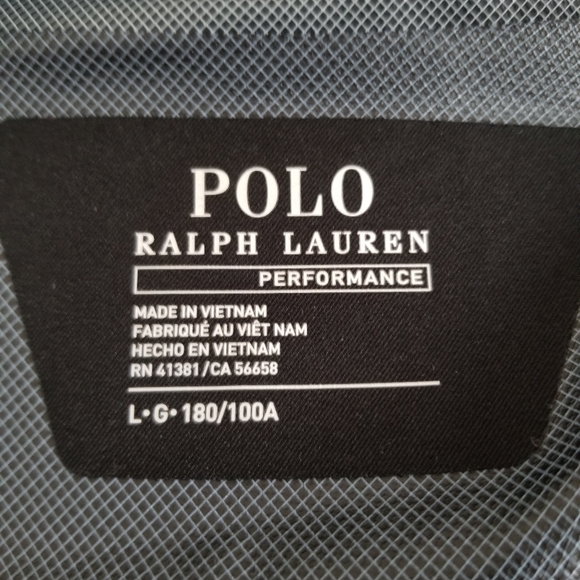 POLO
RALPH LAUREN
PERFORMANCE
MADE IN VIETNAM
FABRIQUÉ AU VIÊT NAM
HECHO EN VIETNAM
RN 41381/CA 56658
L•G•180/100A